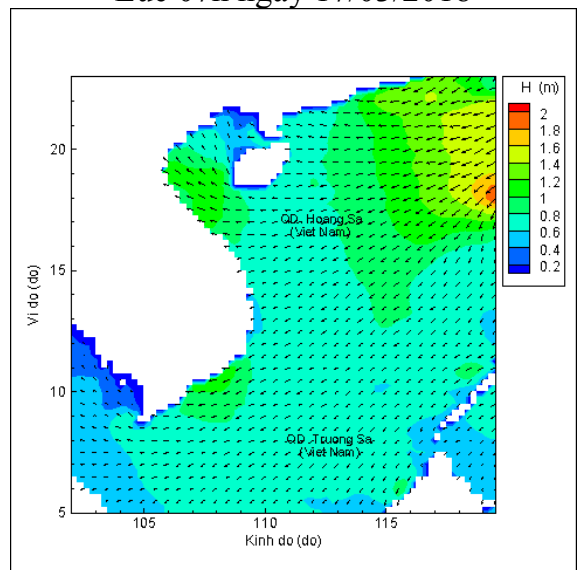 H (m)
2
1.8
1.6
1.4
1.2
1
0.8
0.6
0.4
0.2
20
15
10
5
Vi do (do)
QD. Hoang Sa
(Viet Nam)
QD. Truong Sa
(Viet Nam)
105
110
115
Kinh do (do)